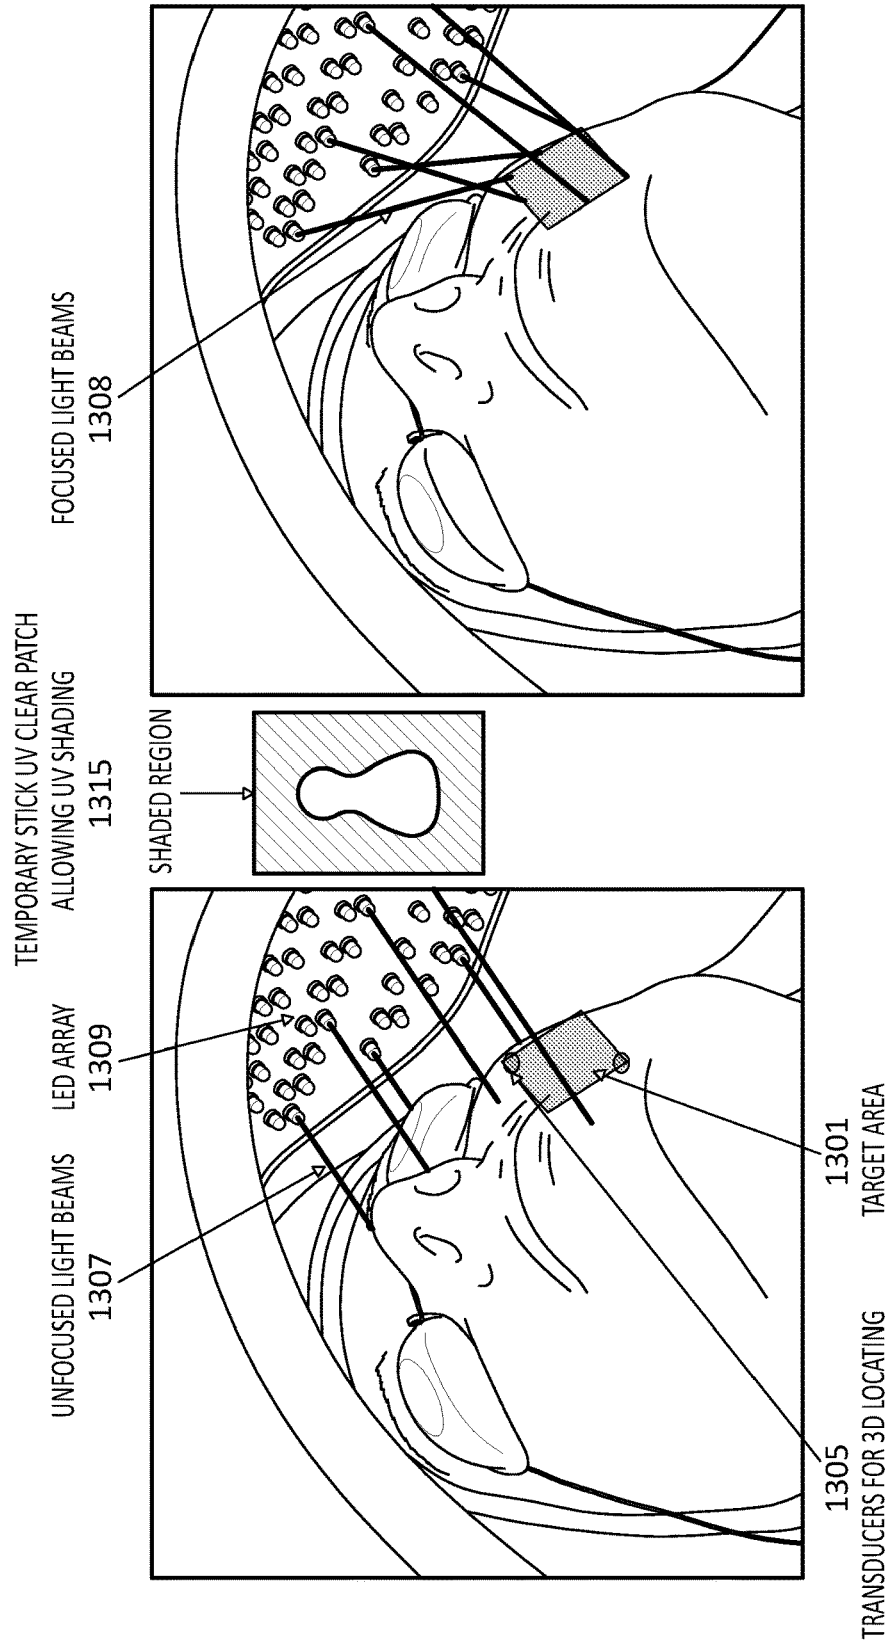 TEMPORARY STICK UV CLEAR PATCH
ALLOWING UV SHADING
1315
UNFOCUSED LIGHT BEAMS
1307
LED ARRAY
1309
SHADED REGION
FOCUSED LIGHT BEAMS
1308
1305
TRANSDUCERS FOR 3D LOCATING
1301
TARGET AREA